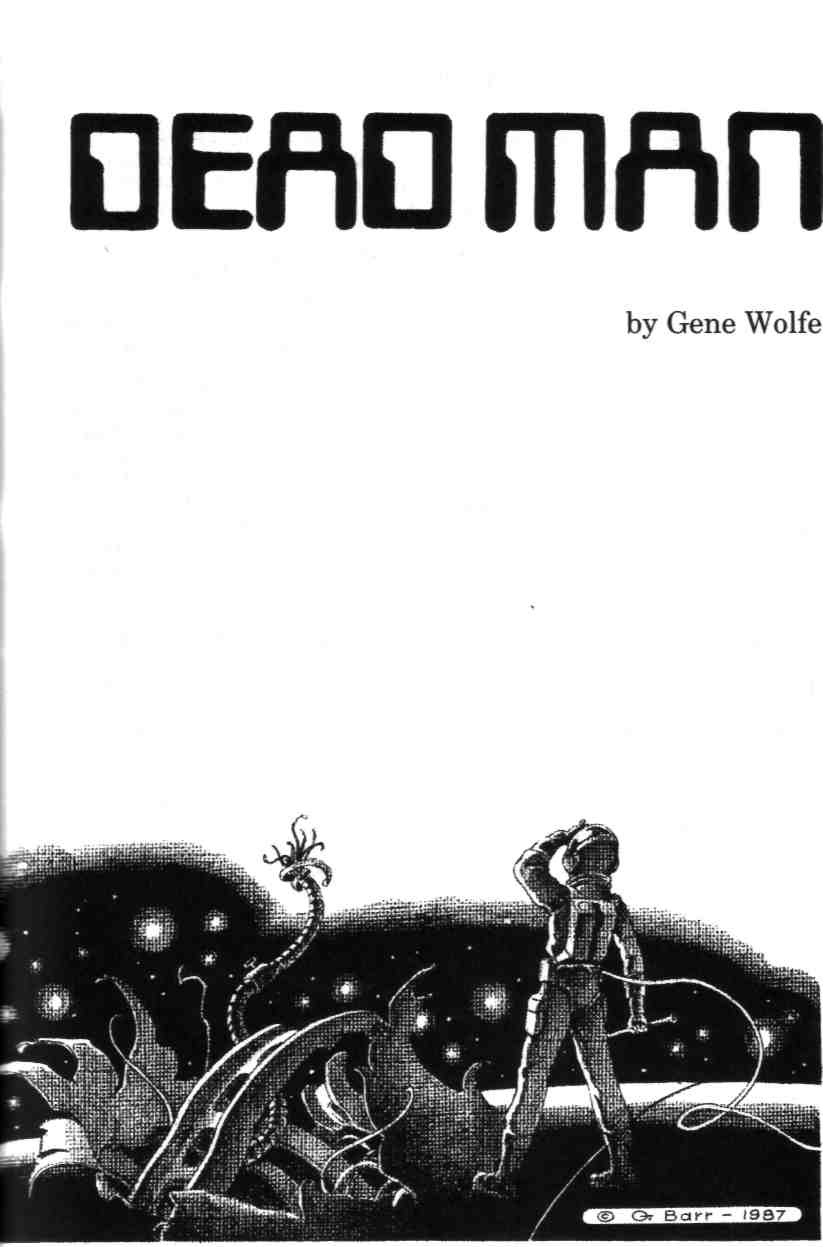 DEAD MAN
by Gene Wolfe
© G Barr - 1987